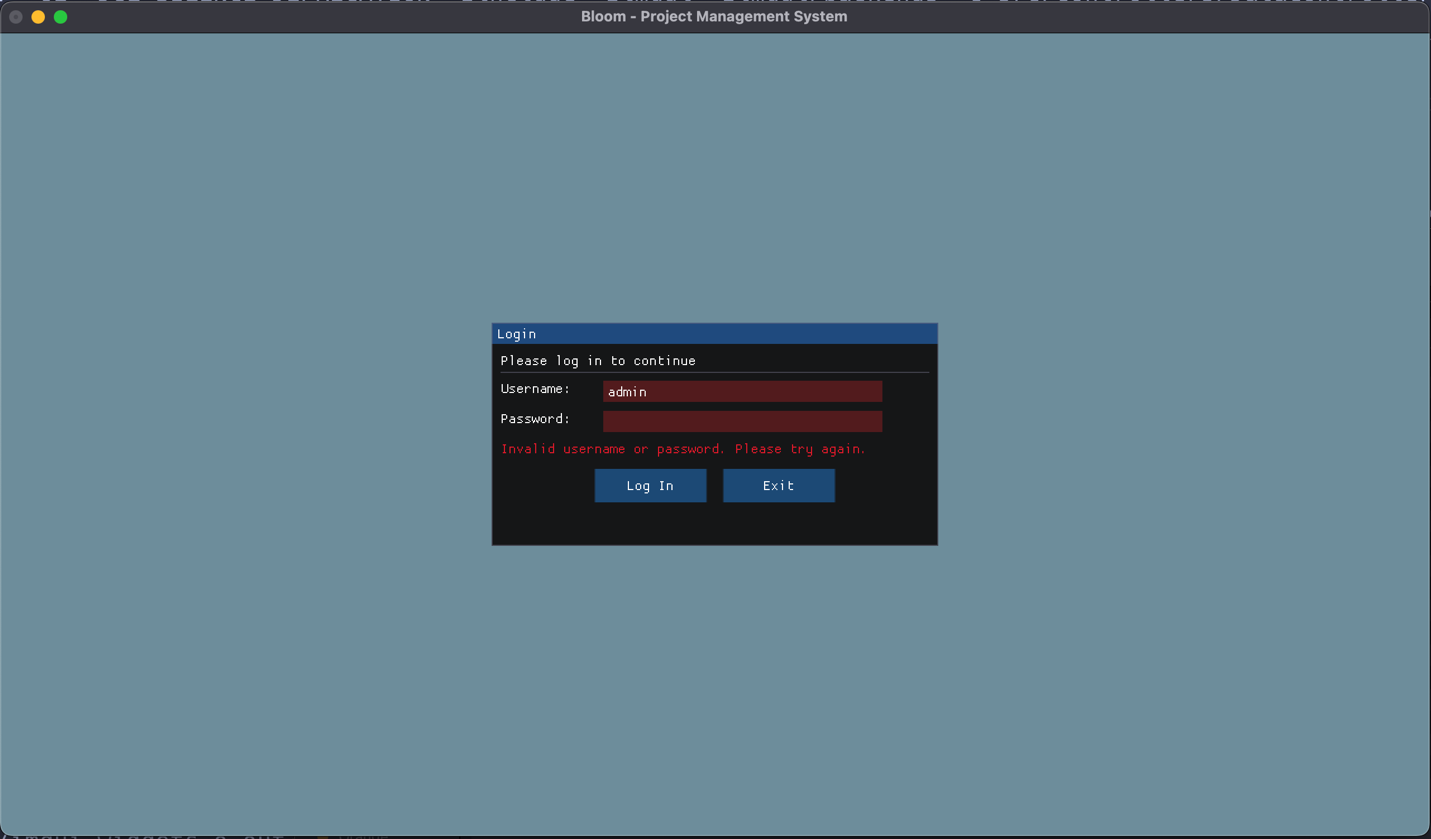 Bloom - Project Management System
Login
Please log in to continue
Username: admin
Password:
Invalid username or password. Please try again.
Log In Exit